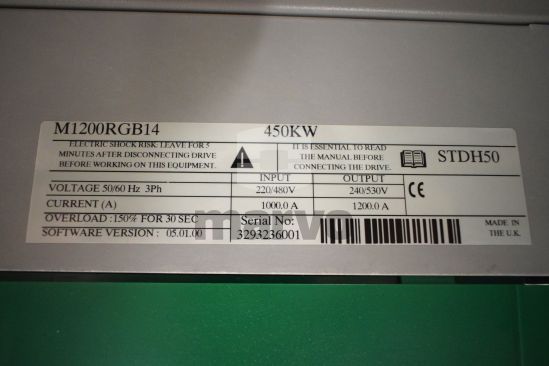 M1200RGB14 450KW
ELECTRIC SHOCK RISK. LEAVE FOR 5
MINUTES AFTER DISCONNECTING DRIVE
BEFORE WORKING ON THIS EQUIPMENT.
IT IS ESSENTIAL TO READ
THE MANUAL BEFORE
CONNECTING THE DRIVE.
STDH50
INPUT OUTPUT
VOLTAGE 50/60 Hz 3Ph 220/480V 240/530V
CURRENT (A) 1000.0 A 1200.0 A
CE
OVERLOAD :150% FOR 30 SEC
SOFTWARE VERSION : 05.01.00
Serial No:
3293236001
MADE IN
THE U.K.
morvo